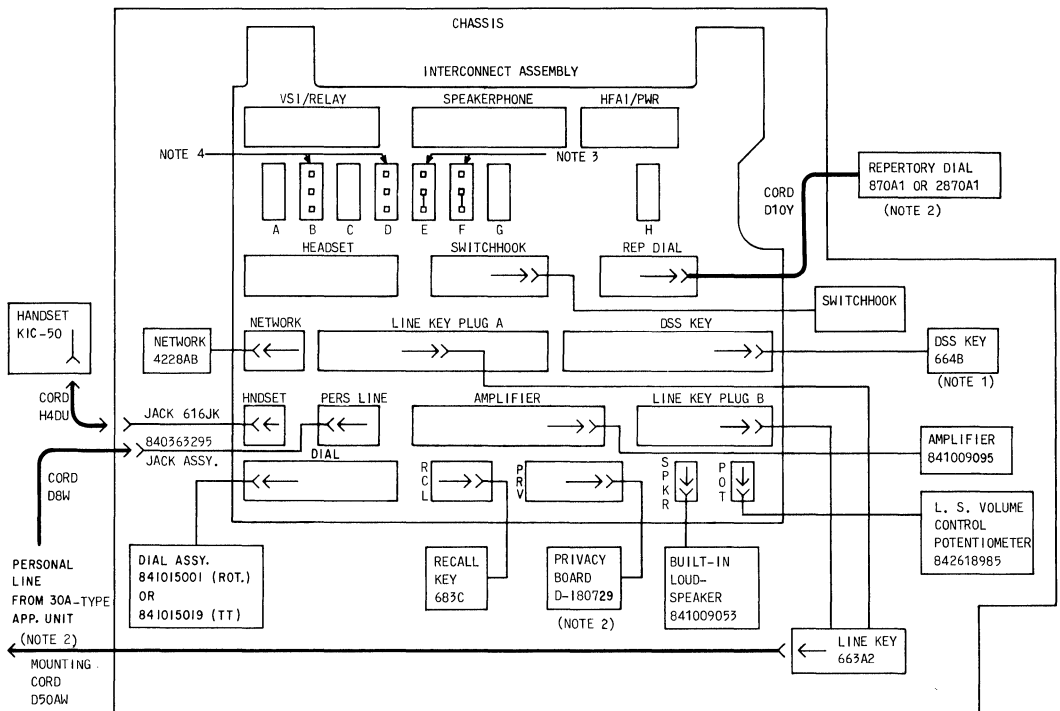 CHASSIS
INTERCONNECT ASSEMBLY
VSI/RELAY
SPEAKERPHONE
HFAI/PWR
NOTE 4
NOTE 3
A
B
C
D
E
F
G
H
CORD
D10Y
REPERTORY DIAL
870A1 OR 2870A1
(NOTE 2)
HEADSET
SWITCHHOOK
REP DIAL
SWITCHHOOK
HANDSET
KIC-50
NETWORK
4228AB
NETWORK
LINE KEY PLUG A
DSS KEY
DSS KEY
664B
(NOTE 1)
CORD
H4DU
JACK 616JK
HNDSET
PERS LINE
AMPLIFIER
LINE KEY PLUG B
840363295
JACK ASSY.
AMPLIFIER
841009095
CORD
D8W
DIAL
RCL
PRV
SPKR
POT
L. S. VOLUME
CONTROL
POTENTIOMETER
842618985
PERSONAL
LINE
FROM 30A-TYPE
APP. UNIT
(NOTE 2)
DIAL ASSY.
841015001 (ROT.)
OR
841015019 (TT)
RECALL
KEY
683C
PRIVACY
BOARD
D-180729
(NOTE 2)
BUILT-IN
LOUD-
SPEAKER
841009053
LINE KEY
663A2
MOUNTING
CORD
D50AW